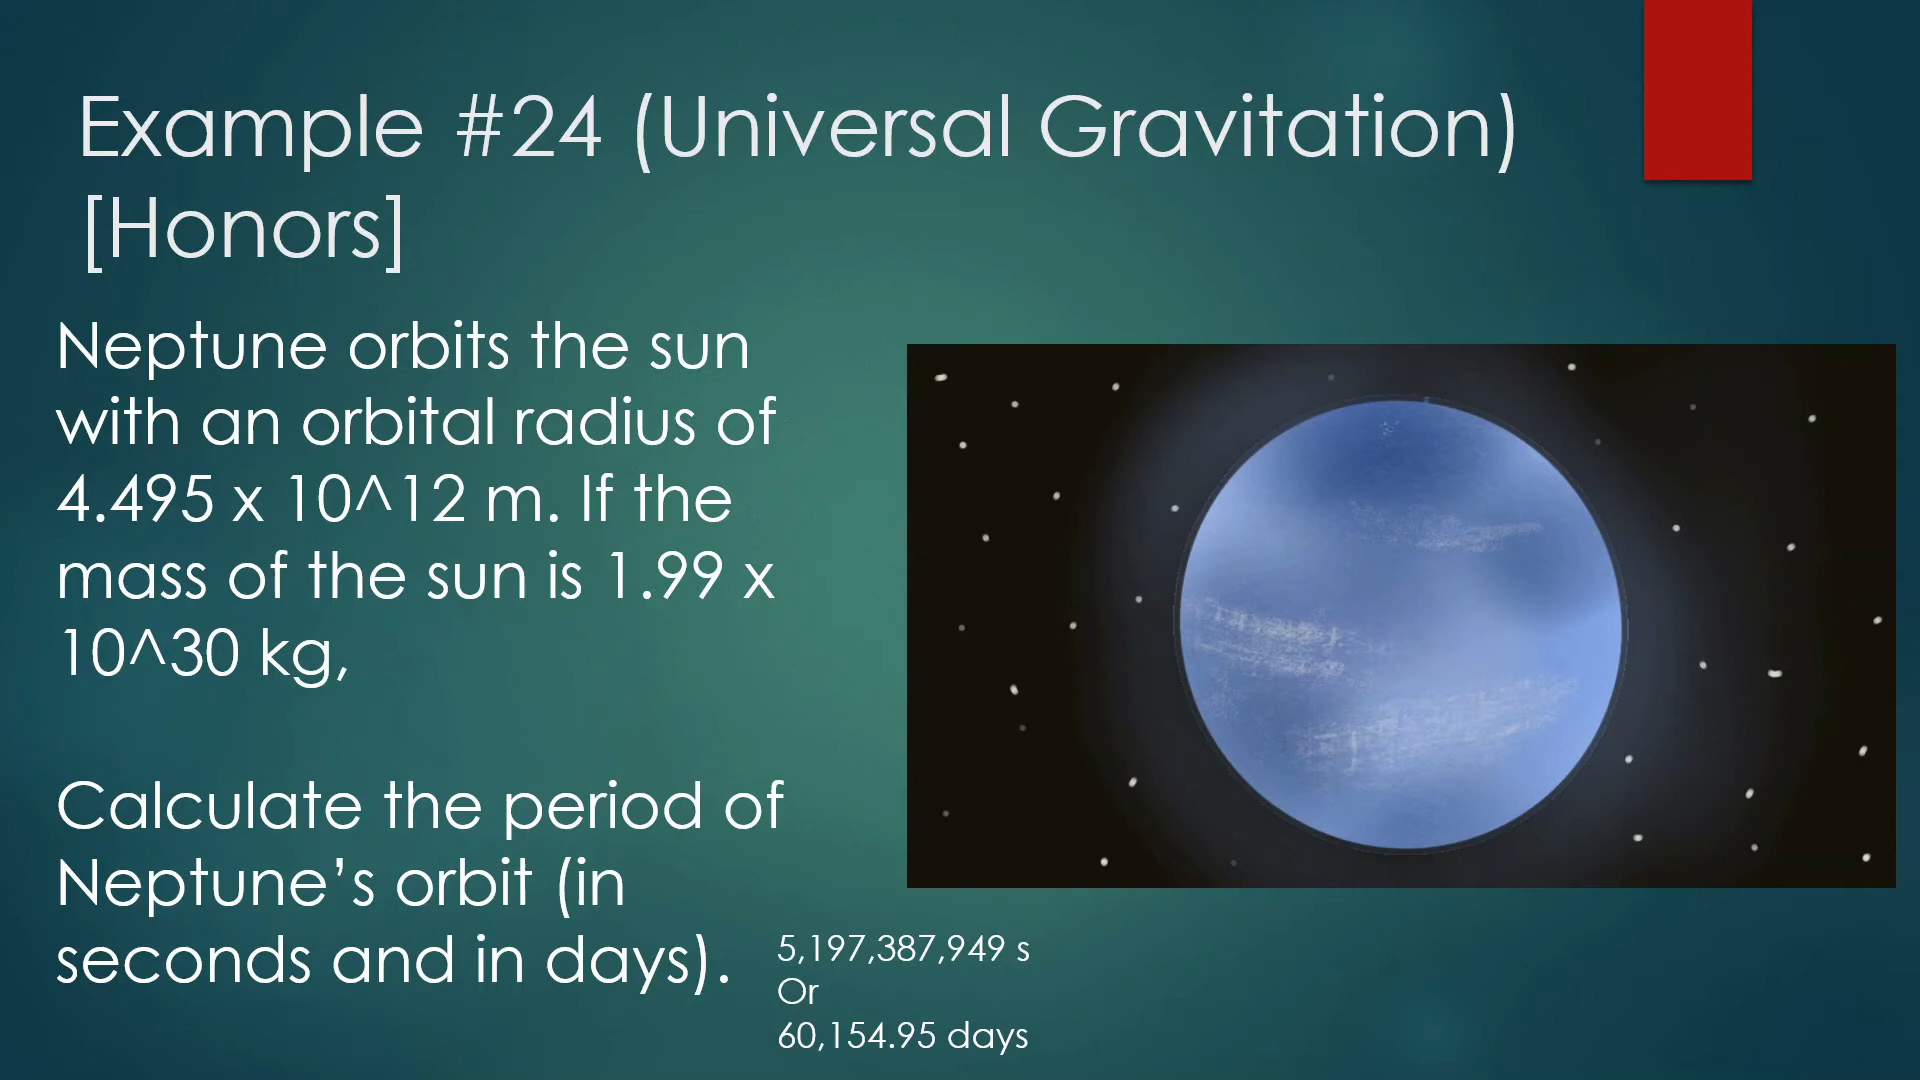 Example #24 (Universal Gravitation)
[Honors]
Neptune orbits the sun
with an orbital radius of
4.495 x 10^12 m. If the
mass of the sun is 1.99 x
10^30 kg,
Calculate the period of
Neptune’s orbit (in
seconds and in days).
5,197,387,949 s
Or
60,154.95 days